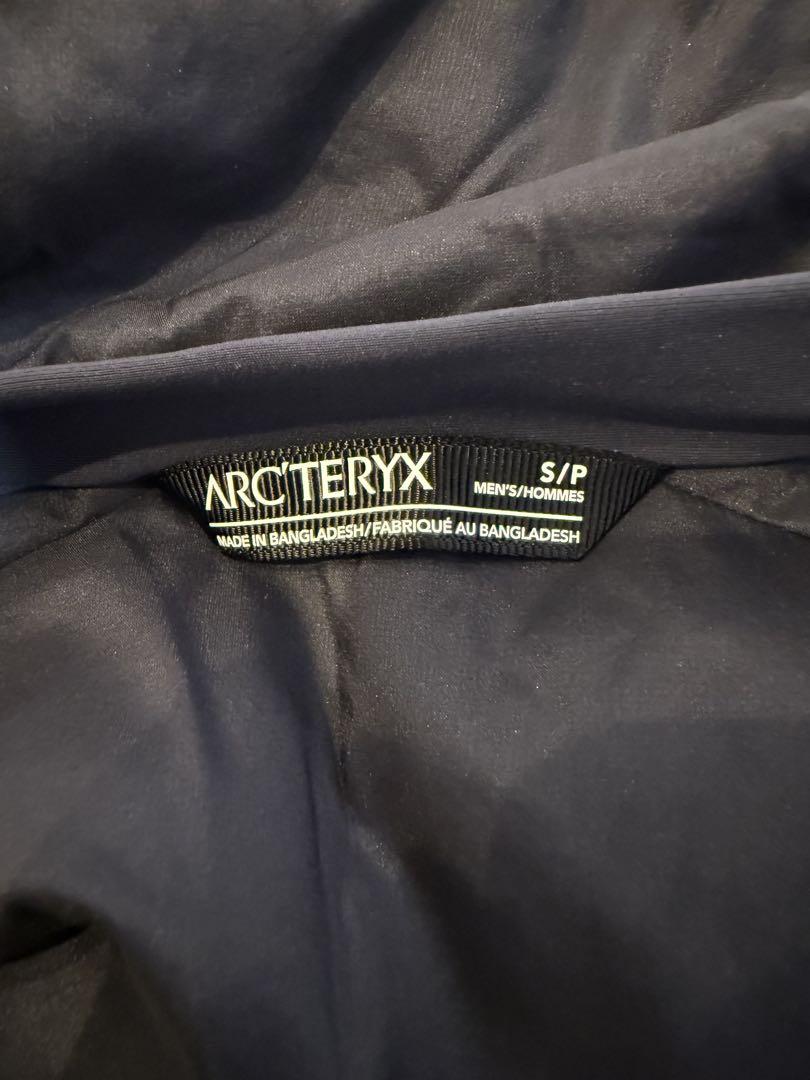 ARC'TERYX
S/P
MEN'S/HOMMES
MADE IN BANGLADESH/FABRIQUÉ AU BANGLADESH